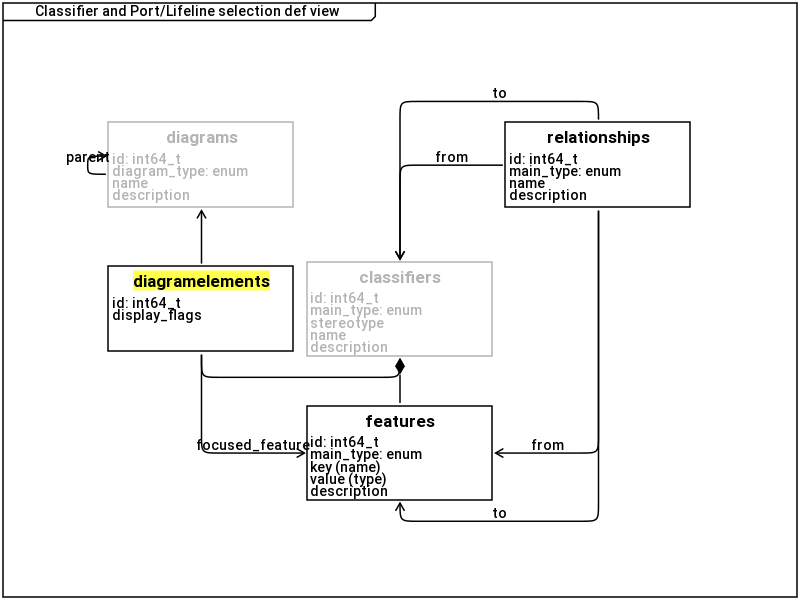 Classifier and Port/Lifeline selection def view
to
diagrams
relationships
parent
id: int64_t
diagram_type: enum
name
description
from
id: int64_t
main_type: enum
name
description
diagramelements
id: int64_t
display_flags
classifiers
id: int64_t
main_type: enum
stereotype
name
description
features
focused_feature
id: int64_t
main_type: enum
key (name)
value (type)
description
from
to